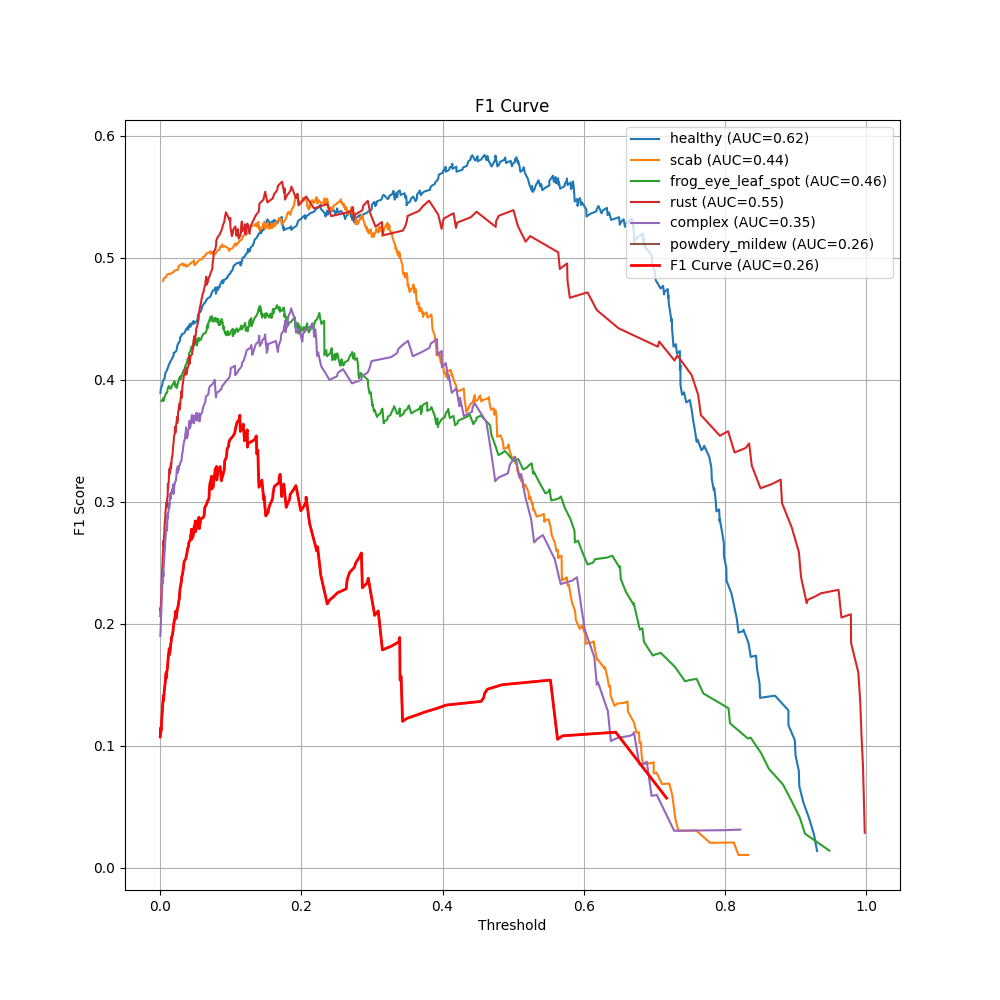 F1 Curve
healthy (AUC=0.62)
scab (AUC=0.44)
frog_eye_leaf_spot (AUC=0.46)
rust (AUC=0.55)
complex (AUC=0.35)
powdery_mildew (AUC=0.26)
F1 Curve (AUC=0.26)
0.6
0.5
0.4
0.3
0.2
0.1
0.0
F1 Score
0.0 0.2 0.4 0.6 0.8 1.0
Threshold